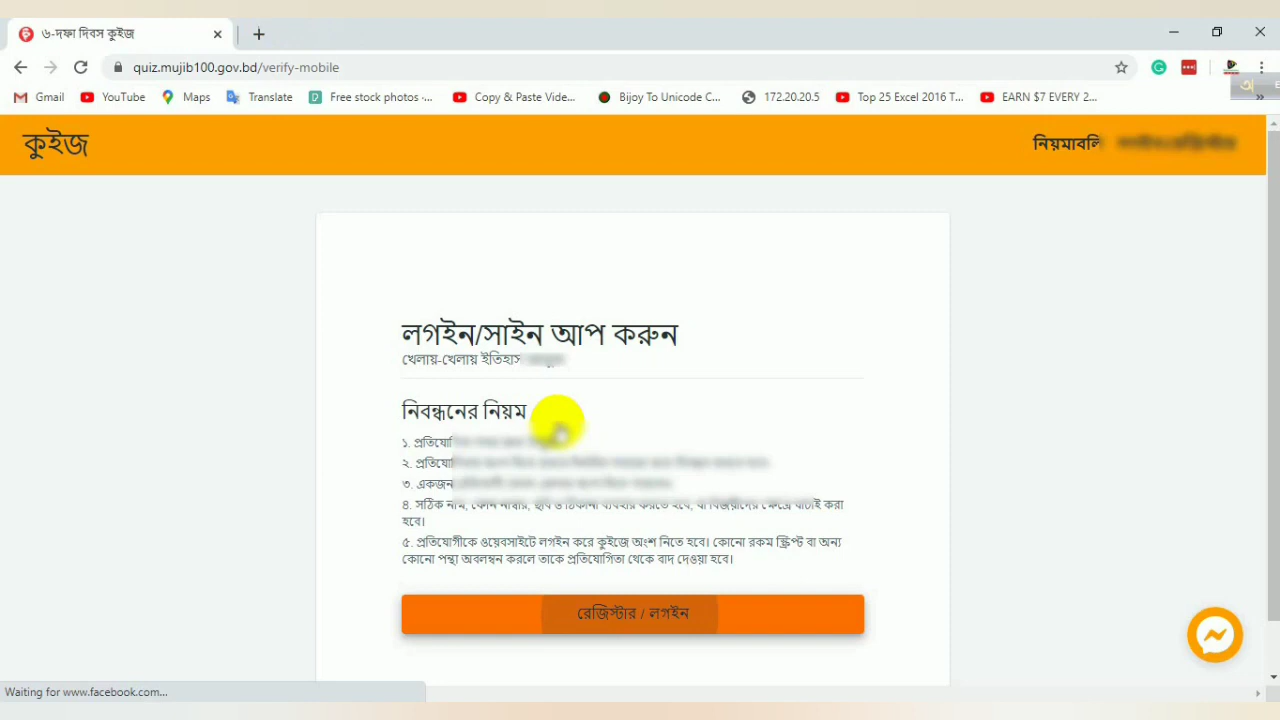 ৬-দফা দিবস কুইজ
quiz.mujib100.gov.bd/verify-mobile
Gmail YouTube Maps Translate Free stock photos -... Copy & Paste Vide... Bijoy To Unicode C... 172.20.20.5 Top 25 Excel 2016 T... EARN $7 EVERY 2... »
অ
কুইজ নিয়মাবলি
লগইন/সাইন আপ করুন
খেলায়-খেলায় ইতিহাস
নিবন্ধনের নিয়ম
১. প্রতিযো
২. প্রতিযো
৩. একজন
৪. সঠিক নাম, ফোন নাম্বার, ছবি ও ঠিকানা ব্যবহার করতে হবে, যা বিজয়ীদের ক্ষেত্রে যাচাই করা
হবে।
৫. প্রতিযোগীকে ওয়েবসাইটে লগইন করে কুইজে অংশ নিতে হবে। কোনো রকম স্ক্রিপ্ট বা অন্য
কোনো পন্থা অবলম্বন করলে তাকে প্রতিযোগিতা থেকে বাদ দেওয়া হবে।
রেজিস্টার / লগইন
Waiting for www.facebook.com...